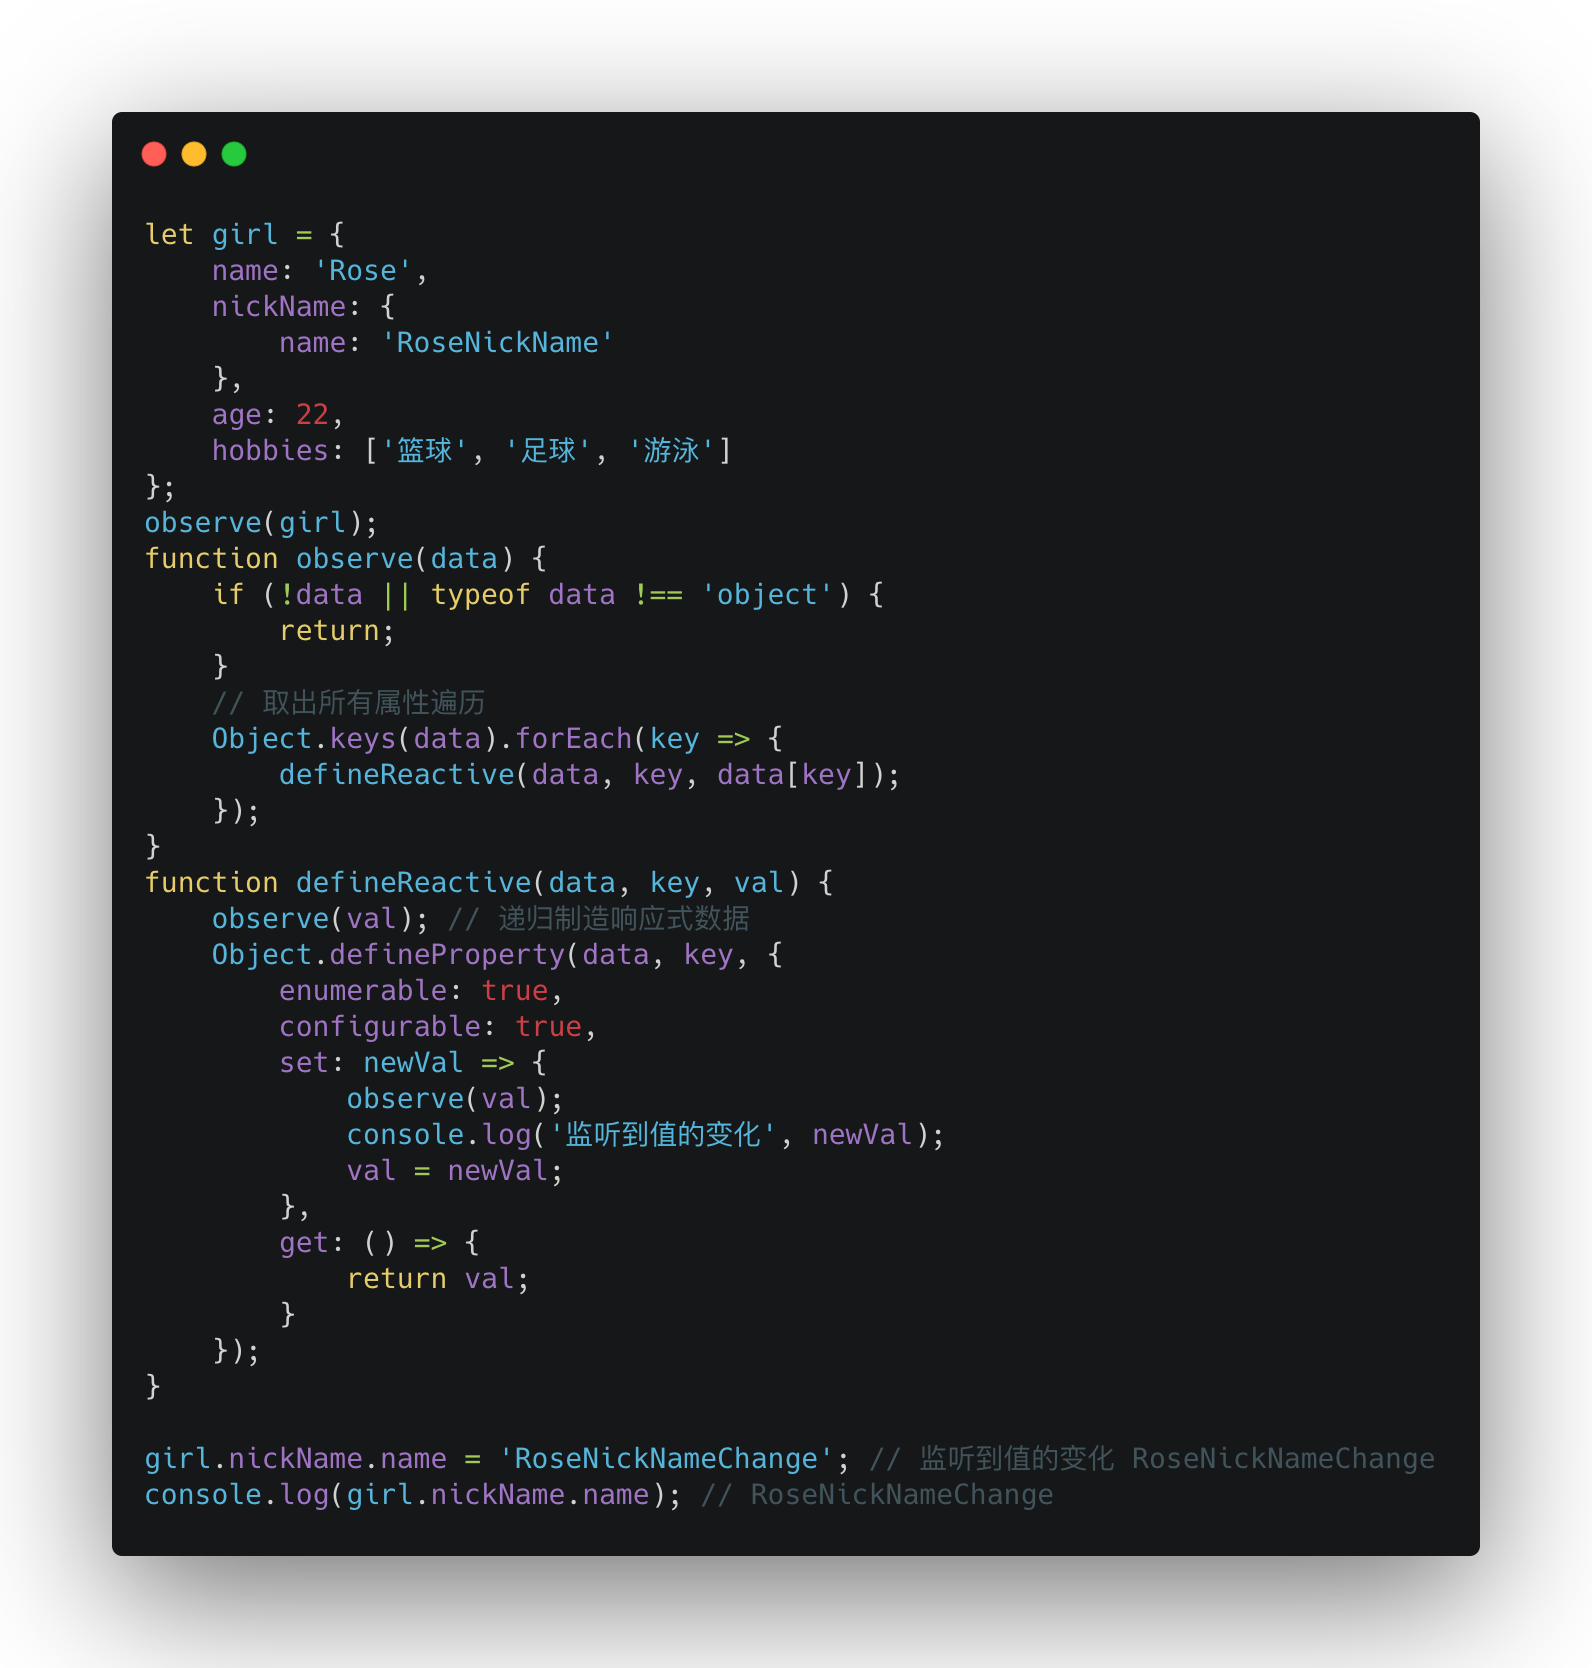 let girl = {
    name: 'Rose',
    nickName: {
        name: 'RoseNickName'
    },
    age: 22,
    hobbies: ['篮球', '足球', '游泳']
};
observe(girl);
function observe(data) {
    if (!data || typeof data !== 'object') {
        return;
    }
    // 取出所有属性遍历
    Object.keys(data).forEach(key => {
        defineReactive(data, key, data[key]);
    });
}
function defineReactive(data, key, val) {
    observe(val); // 递归制造响应式数据
    Object.defineProperty(data, key, {
        enumerable: true,
        configurable: true,
        set: newVal => {
            observe(val);
            console.log('监听到值的变化', newVal);
            val = newVal;
        },
        get: () => {
            return val;
        }
    });
}
girl.nickName.name = 'RoseNickNameChange'; // 监听到值的变化 RoseNickNameChange
console.log(girl.nickName.name); // RoseNickNameChange